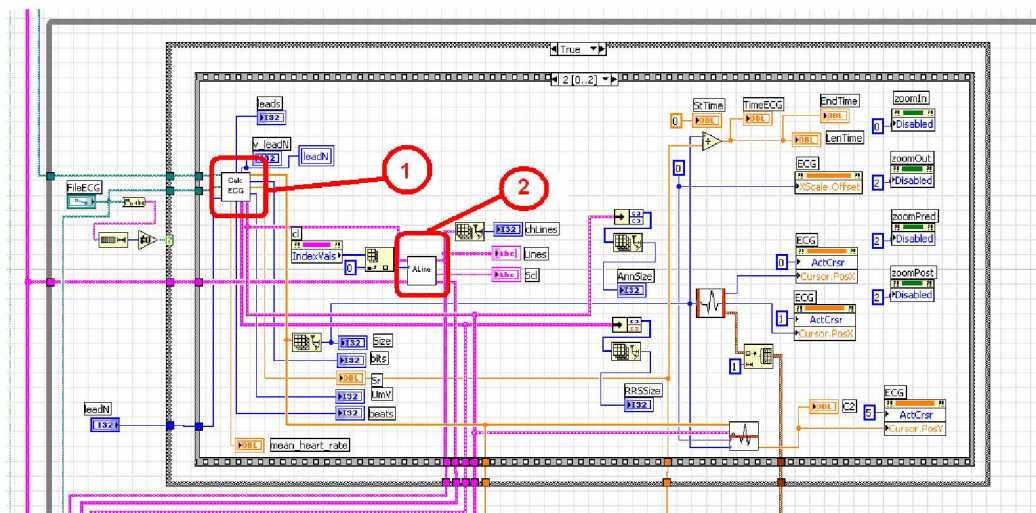 True
2 [0..2]
leads
I32
v_leadN
I32
leadN
Calc
ECG
1
2
FileECG
abc
≠0
?
cl
IndexVals
0
ALine
I32
chLines
abc
Lines
abc
Scl
I32
AnnSize
I32
RRSSize
I32
Size
I32
bits
DBL
Sr
I32
UmV
I32
beats
leadN
I32
DBL
mean_heart_rate
StTime
0
DBL
TimeECG
DBL
EndTime
DBL
DBL
LenTime
zoomIn
0
Disabled
0
ECG
XScale.Offset
zoomOut
2
Disabled
zoomPred
2
Disabled
ECG
0
ActCrsr
Cursor.PosX
zoomPost
2
Disabled
ECG
1
ActCrsr
Cursor.PosX
1
DBL
C2
ECG
5
ActCrsr
Cursor.PosY